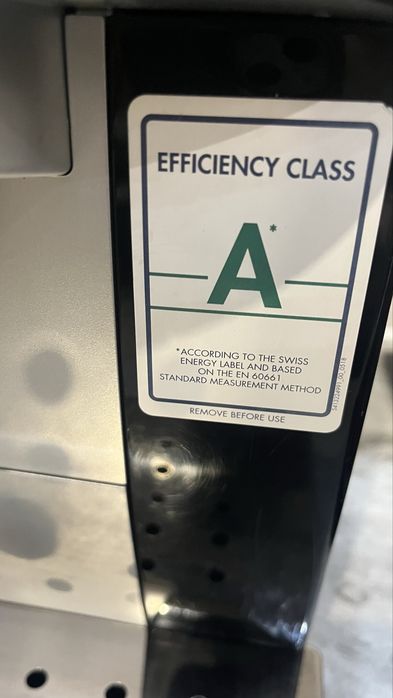 EFFICIENCY CLASS
A*
*ACCORDING TO THE SWISS
ENERGY LABEL AND BASED
ON THE EN 60661
STANDARD MEASUREMENT METHOD
REMOVE BEFORE USE